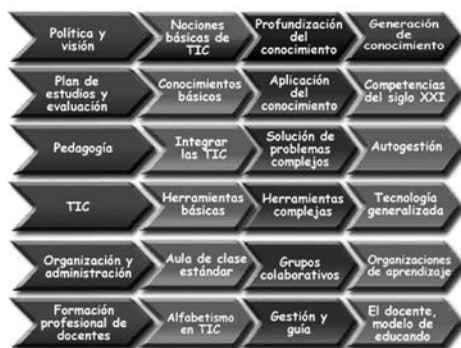 Política y
visión
Nociones
básicas de
TIC
Profundización
del
conocimiento
Generación
de
conocimiento
Plan de
estudios y
evaluación
Conocimientos
básicos
Aplicación
del
conocimiento
Competencias
del siglo XXI
Pedagogía
Integrar
las TIC
Solución de
problemas
complejos
Autogestión
TIC
Herramientas
básicas
Herramientas
complejas
Tecnología
generalizada
Organización y
administración
Aula de clase
estándar
Grupos
colaborativos
Organizaciones
de aprendizaje
Formación
profesional de
docentes
Alfabetismo
en TIC
Gestión y
guía
El docente,
modelo de
educando